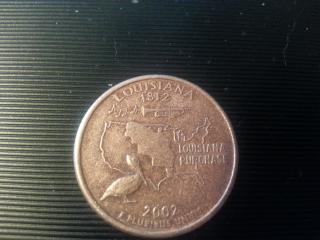 LOUISIANA
1812
LOUISIANA
PURCHASE
2002
E PLURIBUS UNUM